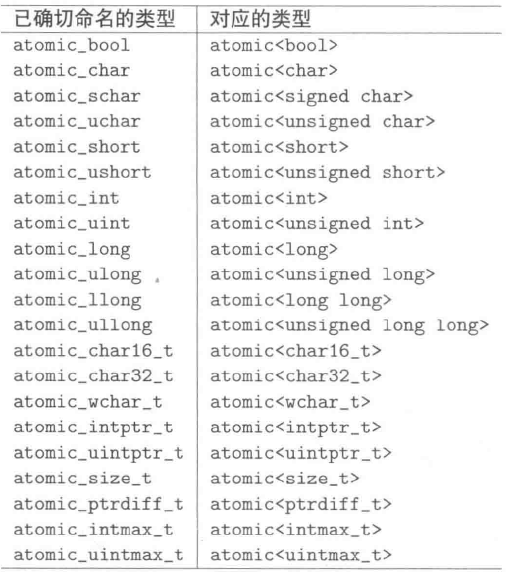 已确切命名的类型 对应的类型
atomic_bool atomic<bool>
atomic_char atomic<char>
atomic_schar atomic<signed char>
atomic_uchar atomic<unsigned char>
atomic_short atomic<short>
atomic_ushort atomic<unsigned short>
atomic_int atomic<int>
atomic_uint atomic<unsigned int>
atomic_long atomic<long>
atomic_ulong atomic<unsigned long>
atomic_llong atomic<long long>
atomic_ullong atomic<unsigned long long>
atomic_char16_t atomic<char16_t>
atomic_char32_t atomic<char32_t>
atomic_wchar_t atomic<wchar_t>
atomic_intptr_t atomic<intptr_t>
atomic_uintptr_t atomic<uintptr_t>
atomic_size_t atomic<size_t>
atomic_ptrdiff_t atomic<ptrdiff_t>
atomic_intmax_t atomic<intmax_t>
atomic_uintmax_t atomic<uintmax_t>